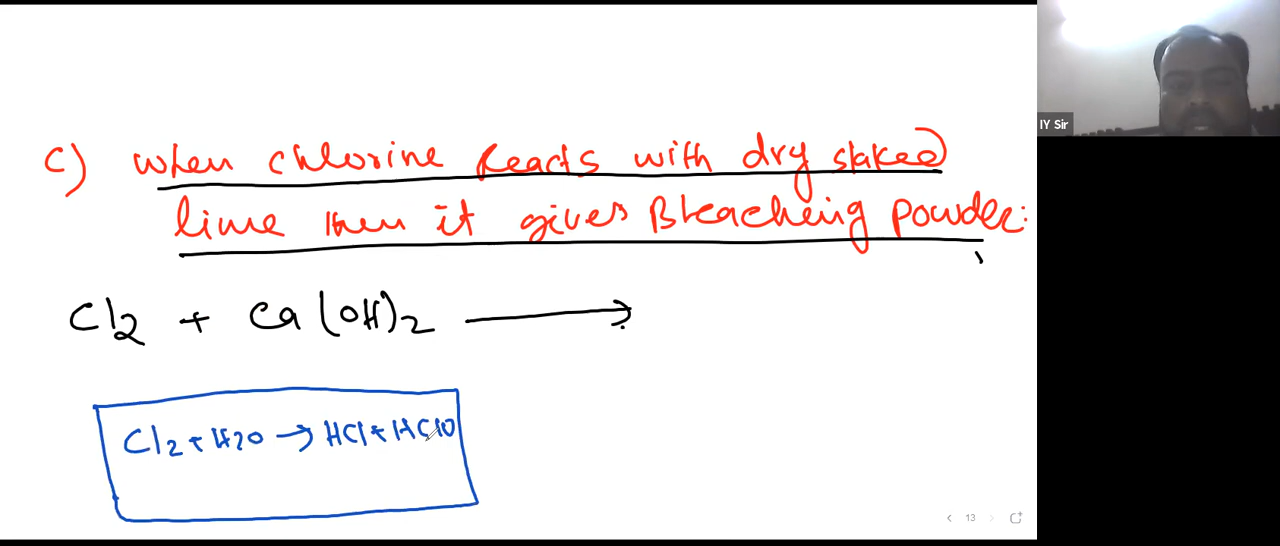 c) when chlorine Reacts with dry slaked
lime then it gives Bleacheing powder:
Cl2 + Ca(OH)2 ⟶
Cl2 + H2O → HCl + HClO
IY Sir
13